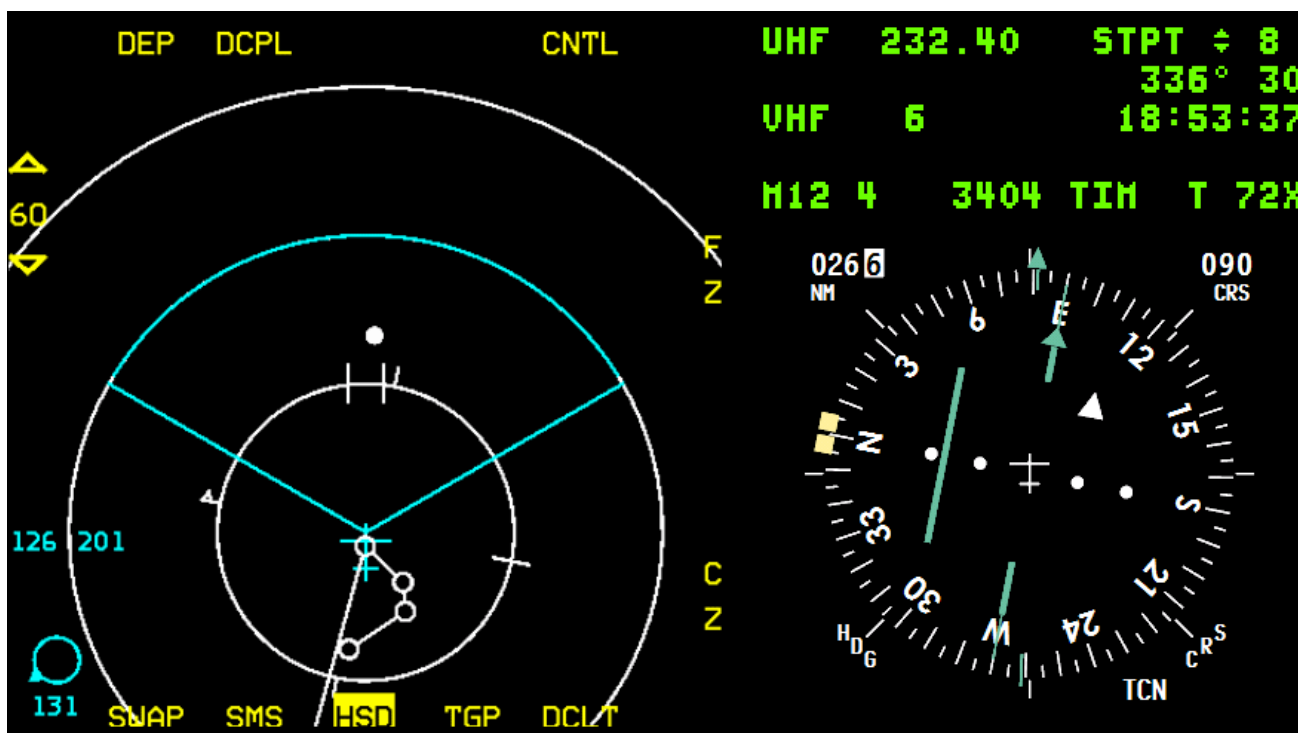 DEP DCPL CNTL
60
F
Z
126 201
C
Z
131
SWAP SMS HSD TGP DCLT
UHF 232.40 STPT 8
336° 30
VHF 6 18:53:37
M12 4 3404 TIM T 72X
026 6 090
NM CRS
N 3 6 E 12 15 S 21 24 W 30 33
HDG CRS
TCN